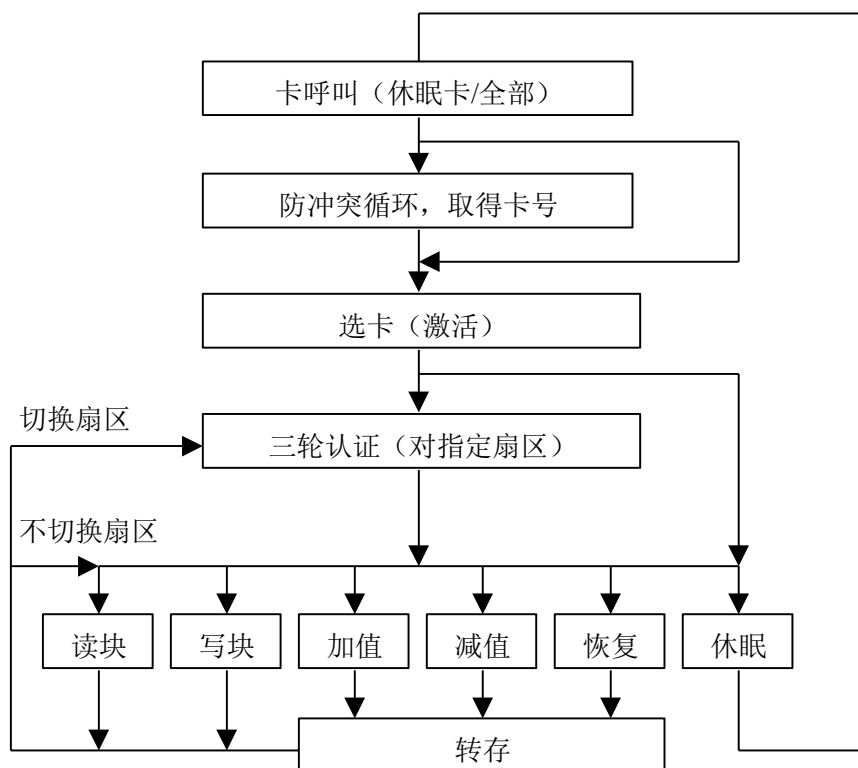 卡呼叫（休眠卡/全部）
防冲突循环，取得卡号
选卡（激活）
切换扇区
三轮认证（对指定扇区）
不切换扇区
读块
写块
加值
减值
恢复
休眠
转存